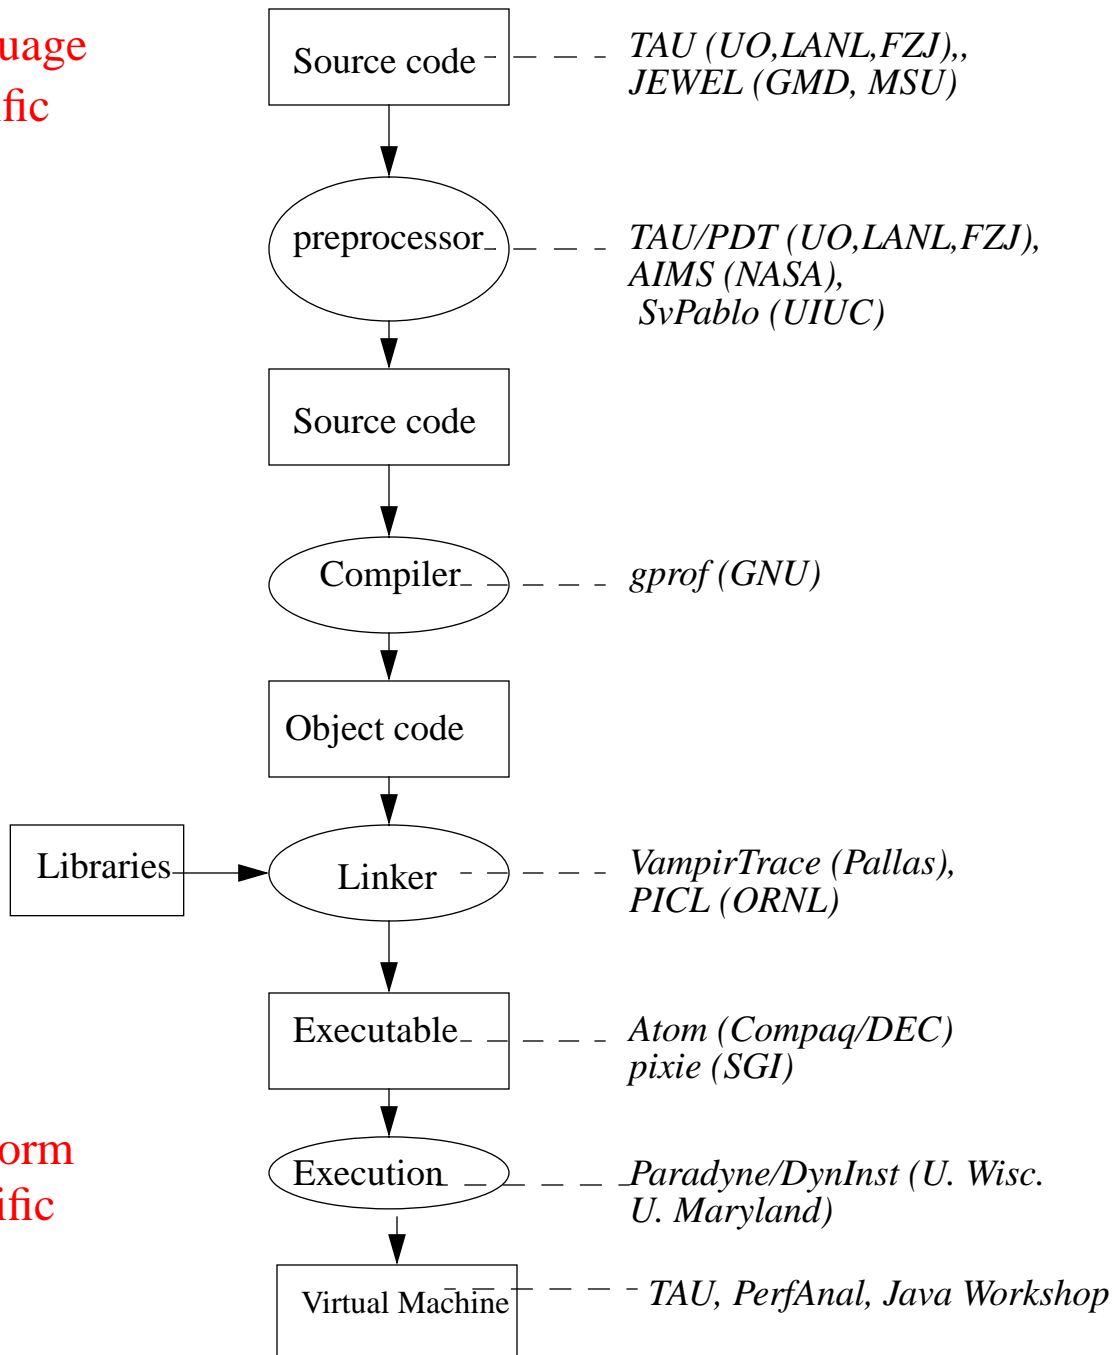 uage
ific
Source code
TAU (UO,LANL,FZJ),,
JEWEL (GMD, MSU)
preprocessor
TAU/PDT (UO,LANL,FZJ),
AIMS (NASA),
SvPablo (UIUC)
Source code
Compiler
gprof (GNU)
Object code
Libraries
Linker
VampirTrace (Pallas),
PICL (ORNL)
Executable
Atom (Compaq/DEC)
pixie (SGI)
orm
ific
Execution
Paradyne/DynInst (U. Wisc.
U. Maryland)
Virtual Machine
TAU, PerfAnal, Java Workshop